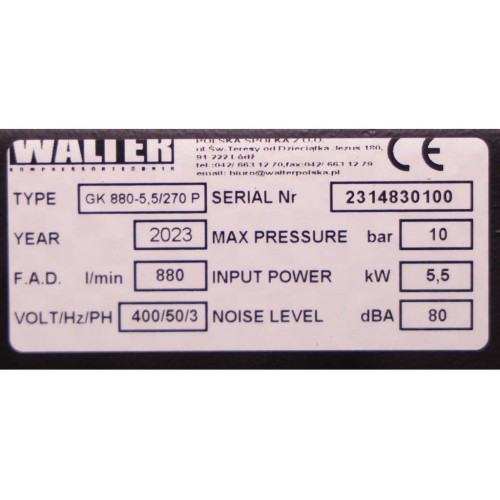 WALTER
KOMPRESSORTECHNIK
POLSKA SPÓŁKA Z O.O.
ul.Św.Teresy od Dzieciątka Jezus 100,
91 222 Łódź
tel.:042/ 663 12 70,fax:042/ 663 12 79
email: biuro@walterpolska.pl
CE
TYPE GK 880-5,5/270 P SERIAL Nr 2314830100
YEAR 2023 MAX PRESSURE bar 10
F.A.D. l/min 880 INPUT POWER kW 5,5
VOLT/Hz/PH 400/50/3 NOISE LEVEL dBA 80